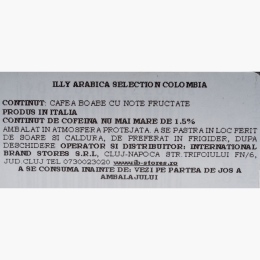 ILLY ARABICA SELECTION COLOMBIA
CONTINUT: CAFEA BOABE CU NOTE FRUCTATE
PRODUS IN ITALIA
CONTINUT DE COFEINA NU MAI MARE DE 1.5%
AMBALAT IN ATMOSFERA PROTEJATA. A SE PASTRA IN LOC FERIT
DE SOARE SI CALDURA, DE PREFERAT IN FRIGIDER, DUPA
DESCHIDERE OPERATOR SI DISTRIBUITOR: INTERNATIONAL
BRAND STORES S.R.L, CLUJ-NAPOCA STR.TRIFOIULUI FN/6,
JUD.CLUJ TEL 0730023020 www.ib-stores.ro
A SE CONSUMA INAINTE DE: VEZI PE PARTEA DE JOS A
AMBALAJULUI